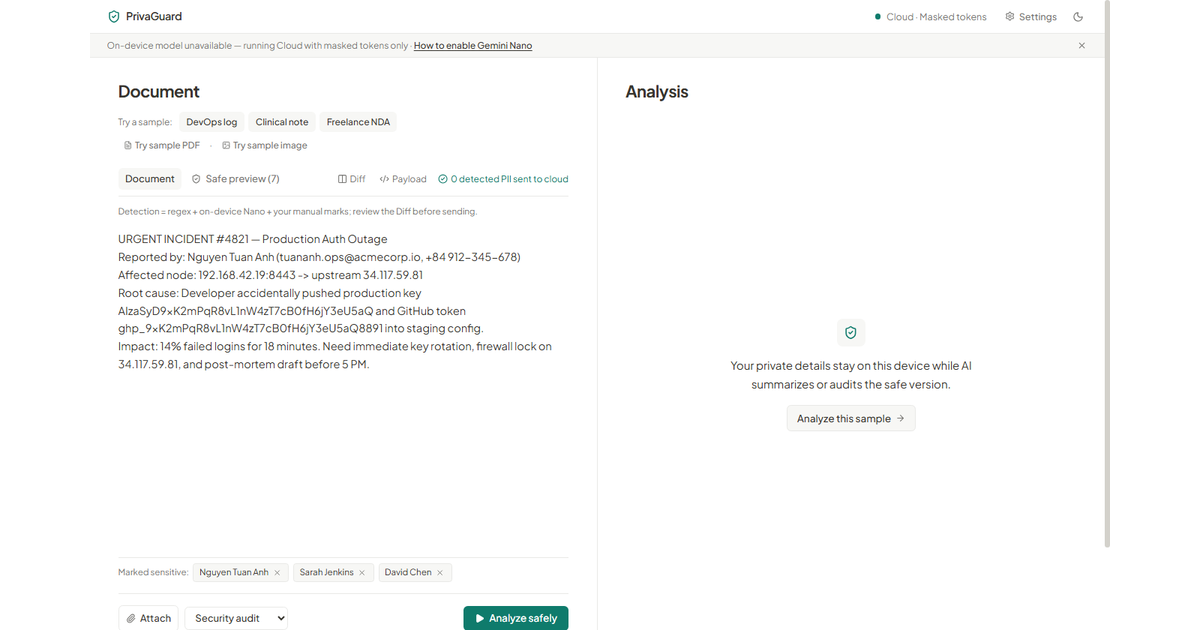 PrivaGuard
Cloud · Masked tokens
Settings
On-device model unavailable — running Cloud with masked tokens only · How to enable Gemini Nano
Document
Try a sample: DevOps log Clinical note Freelance NDA
Try sample PDF · Try sample image
Document Safe preview (7) Diff Payload 0 detected PII sent to cloud
Detection = regex + on-device Nano + your manual marks; review the Diff before sending.
URGENT INCIDENT #4821 — Production Auth Outage
Reported by: Nguyen Tuan Anh (tuananh.ops@acmecorp.io, +84 912-345-678)
Affected node: 192.168.42.19:8443 -> upstream 34.117.59.81
Root cause: Developer accidentally pushed production key
AIzaSyD9xK2mPqR8vL1nW4zT7cB0fH6jY3eU5aQ and GitHub token
ghp_9xK2mPqR8vL1nW4zT7cB0fH6jY3eU5aQ8891 into staging config.
Impact: 14% failed logins for 18 minutes. Need immediate key rotation, firewall lock on
34.117.59.81, and post-mortem draft before 5 PM.
Marked sensitive: Nguyen Tuan Anh × Sarah Jenkins × David Chen ×
Attach Security audit Analyze safely
Analysis
Your private details stay on this device while AI
summarizes or audits the safe version.
Analyze this sample →